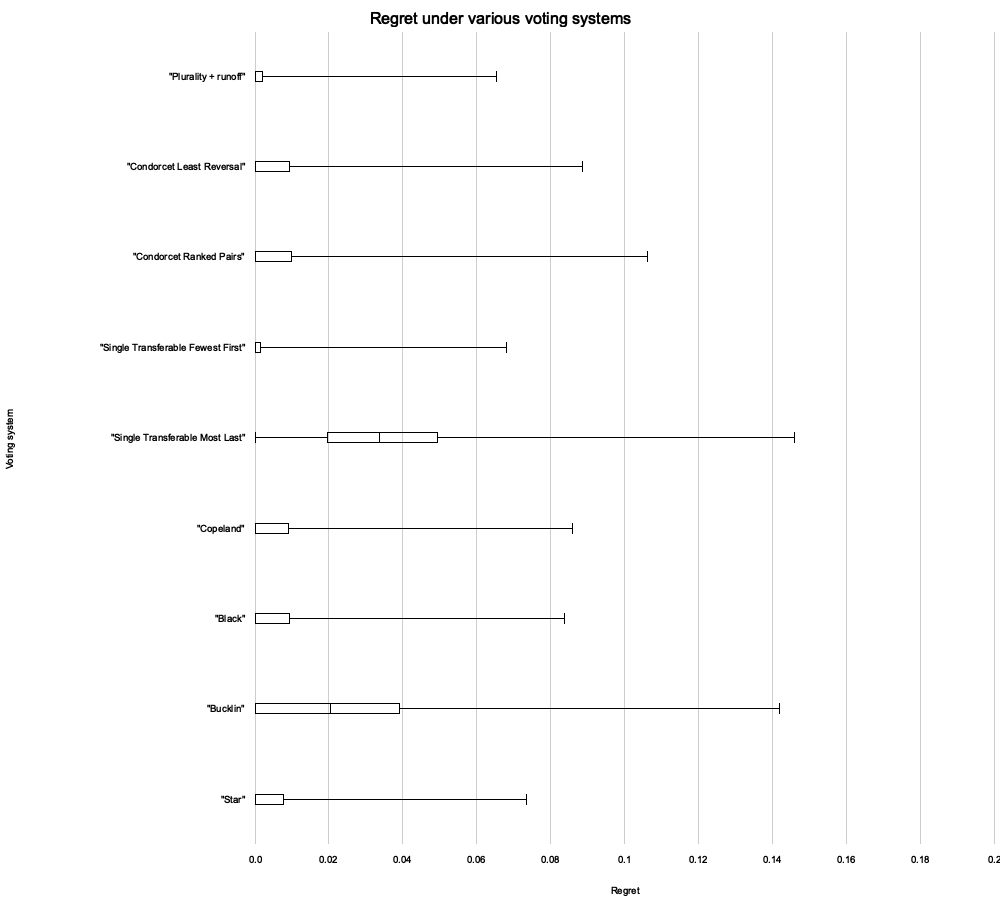 Regret under various voting systems
"Plurality + runoff"
"Condorcet Least Reversal"
"Condorcet Ranked Pairs"
"Single Transferable Fewest First"
"Single Transferable Most Last"
"Copeland"
"Black"
"Bucklin"
"Star"
Voting system
0.0 0.02 0.04 0.06 0.08 0.1 0.12 0.14 0.16 0.18 0.2
Regret